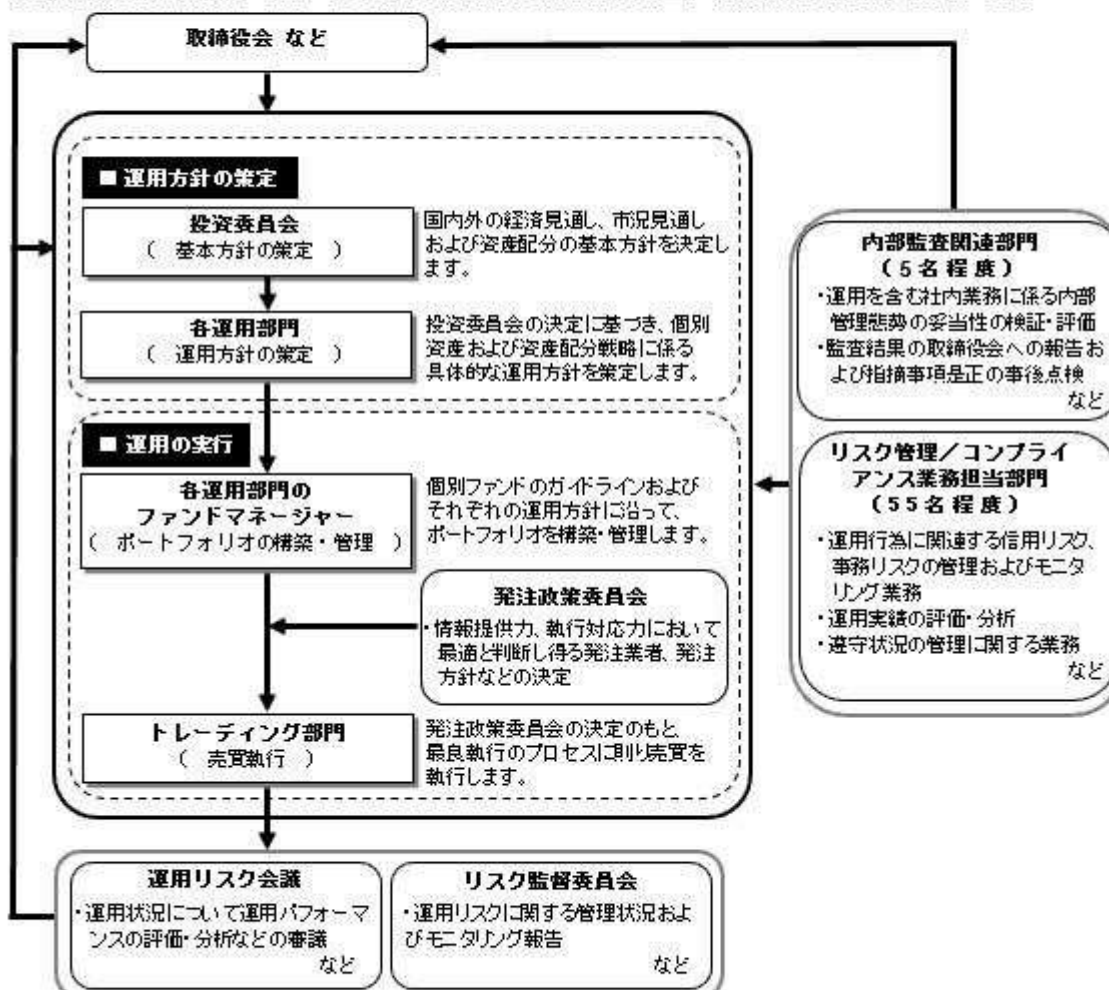 取締役会 など
■ 運用方針の策定
投資委員会
( 基本方針の策定 )
国内外の経済見通し、市況見通し
および資産配分の基本方針を決定し
ます。
各運用部門
( 運用方針の策定 )
投資委員会の決定に基づき、個別
資産および資産配分戦略に係る
具体的な運用方針を策定します。
■ 運用の実行
各運用部門の
ファンドマネージャー
( ポートフォリオの構築・管理 )
個別ファンドのガイドラインおよび
それぞれの運用方針に沿って、
ポートフォリオを構築・管理します。
発注政策委員会
・情報提供力、執行対応力において
最適と判断し得る発注業者、発注
方針などの決定
トレーディング部門
( 売買執行 )
発注政策委員会の決定のもと、
最良執行のプロセスに則り売買を
執行します。
内部監査関連部門
(5名程度)
・運用を含む社内業務に係る内部
管理態勢の妥当性の検証・評価
・監査結果の取締役会への報告お
よび指摘事項是正の事後点検
など
リスク管理/コンプライ
アンス業務担当部門
(55名程度)
・運用行為に関連する信用リスク、
事務リスクの管理およびモニタ
リング業務
・運用実績の評価・分析
・遵守状況の管理に関する業務
など
運用リスク会議
・運用状況について運用パフォーマ
ンスの評価・分析などの審議
など
リスク監督委員会
・運用リスクに関する管理状況およ
びモニタリング報告
など